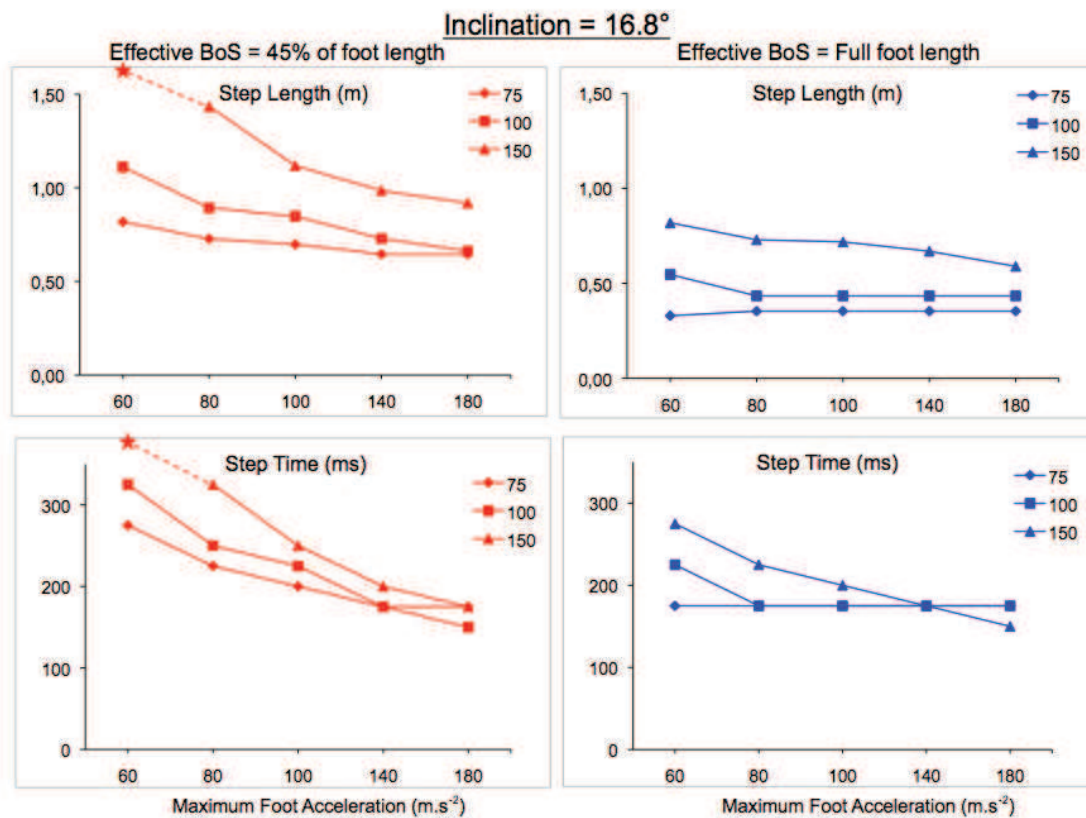 Inclination = 16.8°
Effective BoS = 45% of foot length
Effective BoS = Full foot length
Step Length (m)
1,50
1,00
0,50
0,00
75
100
150
60 80 100 140 180
Step Length (m)
1,50
1,00
0,50
0,00
75
100
150
60 80 100 140 180
Step Time (ms)
300
200
100
0
75
100
150
60 80 100 140 180
Maximum Foot Acceleration (m.s⁻²)
Step Time (ms)
300
200
100
0
75
100
150
60 80 100 140 180
Maximum Foot Acceleration (m.s⁻²)